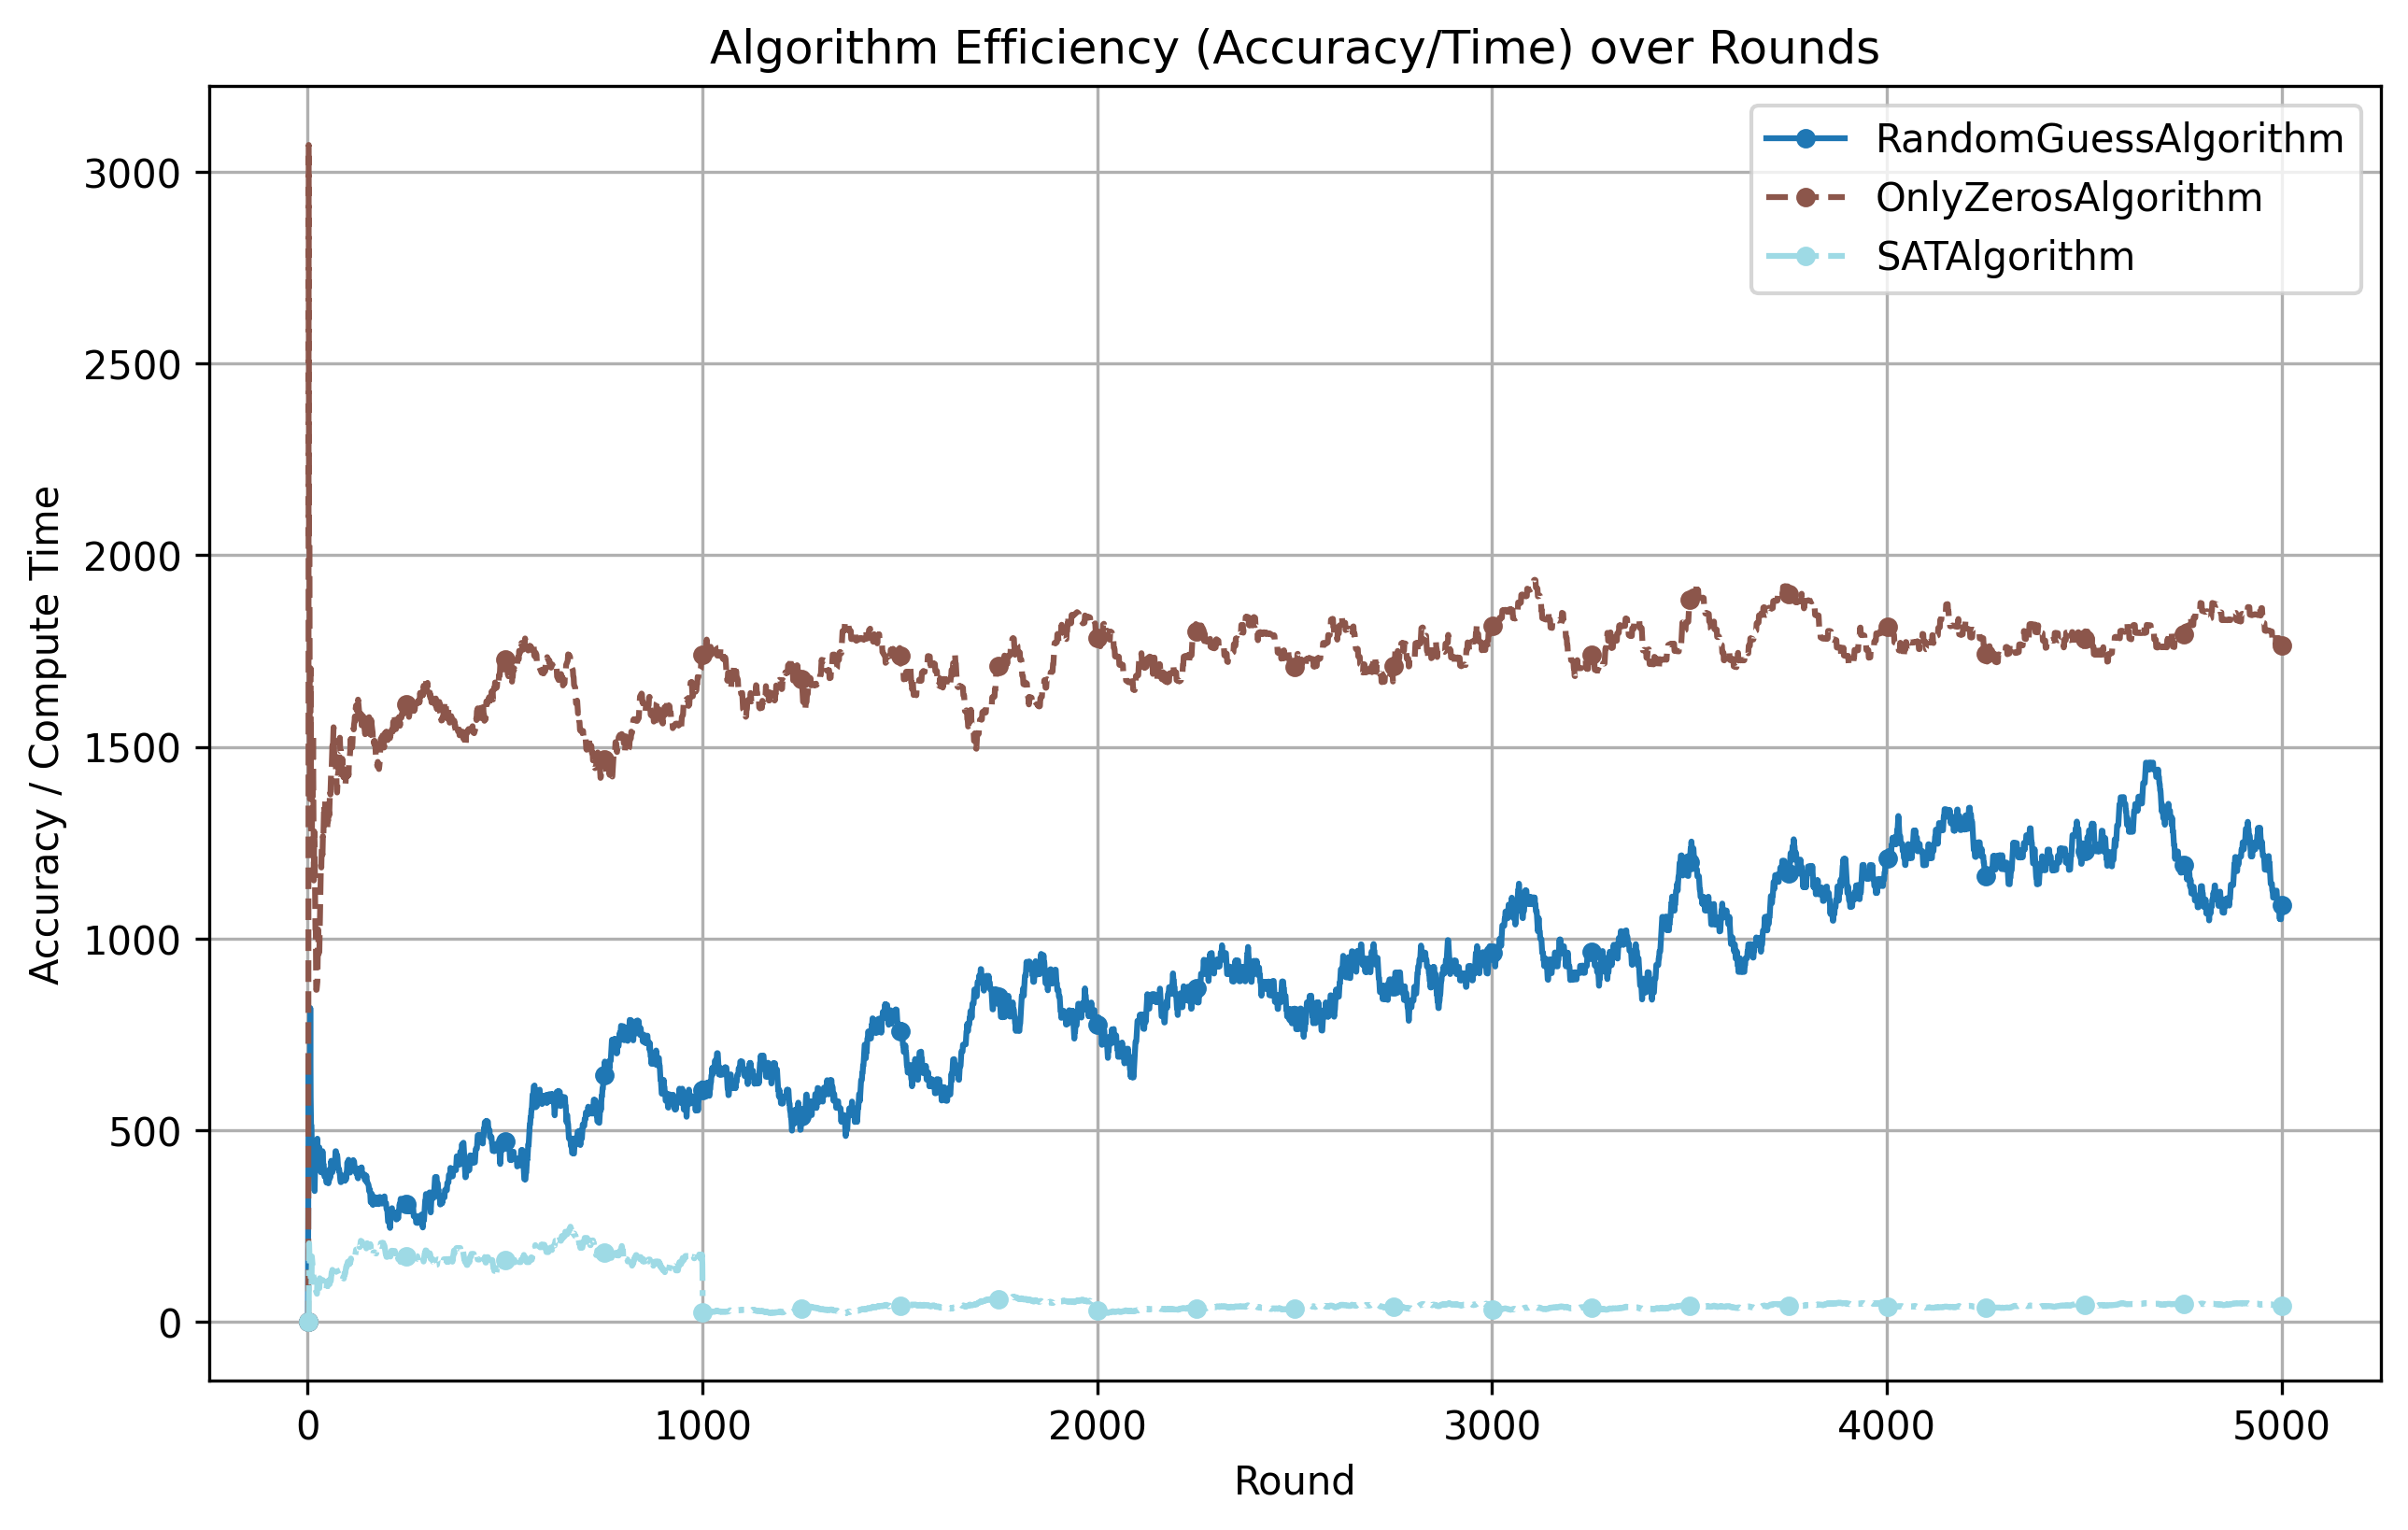 Algorithm Efficiency (Accuracy/Time) over Rounds
RandomGuessAlgorithm
OnlyZerosAlgorithm
SATAlgorithm
Accuracy / Compute Time
3000
2500
2000
1500
1000
500
0
0 1000 2000 3000 4000 5000
Round